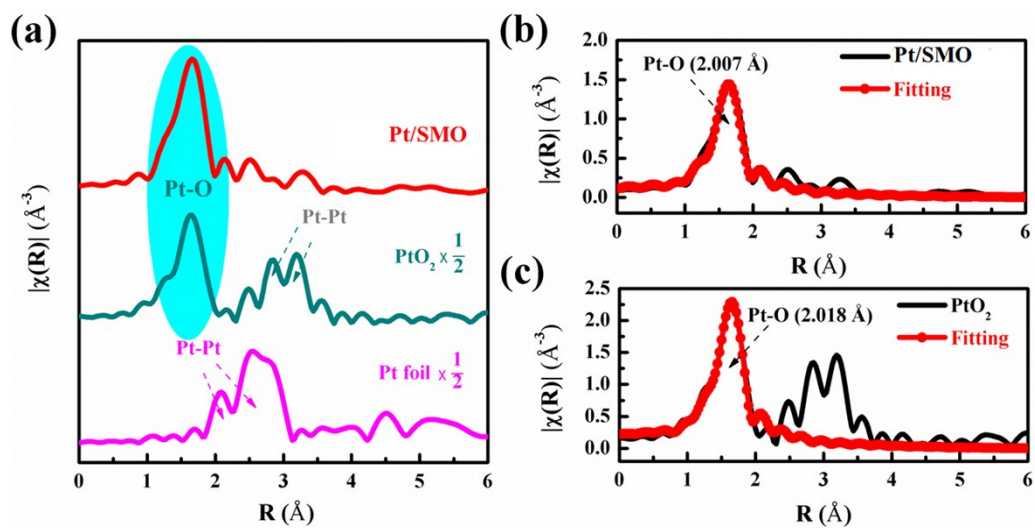 (a)
|χ(R)| (Å⁻³)
Pt/SMO
Pt-O
Pt-Pt
PtO₂ × 1/2
Pt-Pt
Pt foil × 1/2
0 1 2 3 4 5 6
R (Å)
(b)
|χ(R)| (Å⁻³)
2.0
1.5
1.0
0.5
0.0
Pt-O (2.007 Å)
Pt/SMO
Fitting
0 1 2 3 4 5 6
R (Å)
(c)
|χ(R)| (Å⁻³)
2.5
2.0
1.5
1.0
0.5
0.0
Pt-O (2.018 Å)
PtO₂
Fitting
0 1 2 3 4 5 6
R (Å)